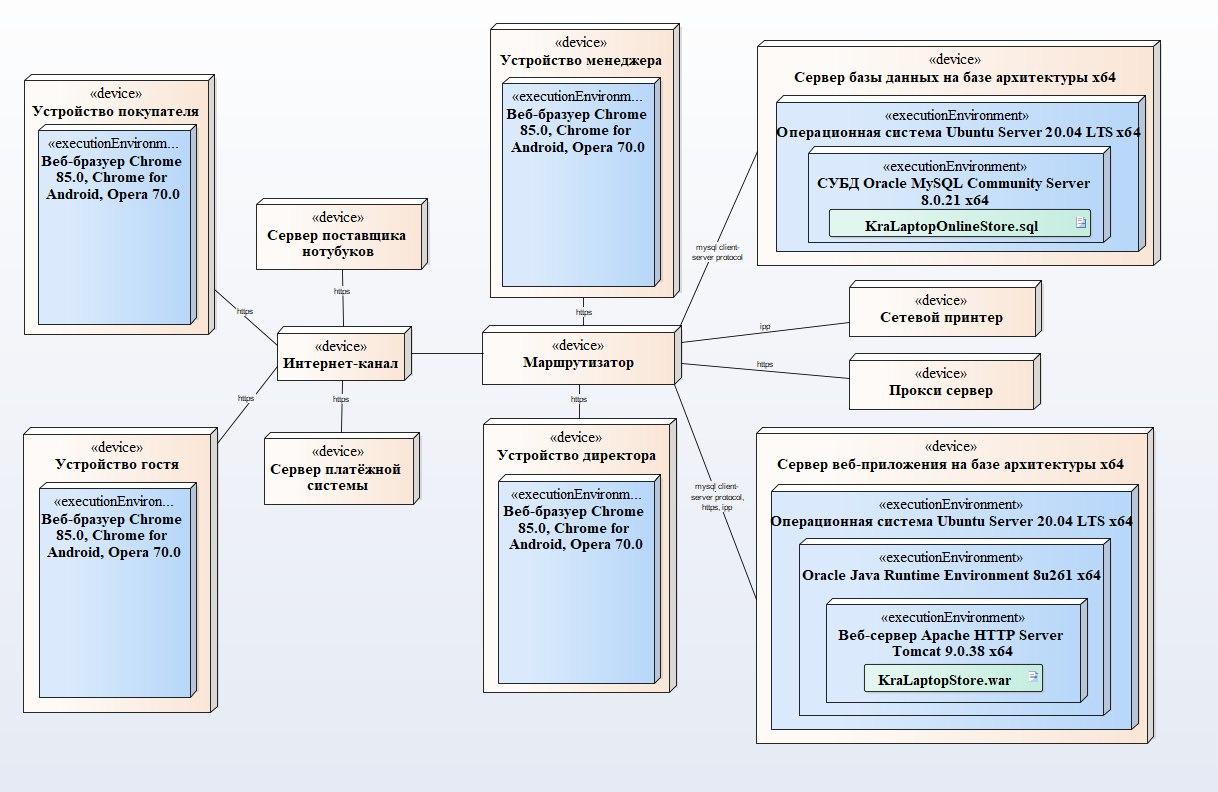 «device»
Устройство покупателя
«executionEnvironm...
Веб-бразуер Chrome
85.0, Chrome for
Android, Opera 70.0
«device»
Сервер поставщика
нотубуков
https
https
«device»
Интернет-канал
https
https
«device»
Сервер платёжной
системы
«device»
Устройство гостя
«executionEnviron...
Веб-бразуер Chrome
85.0, Chrome for
Android, Opera 70.0
«device»
Устройство менеджера
«executionEnvironm...
Веб-бразуер Chrome
85.0, Chrome for
Android, Opera 70.0
https
«device»
Маршрутизатор
https
«device»
Устройство директора
«executionEnvironm...
Веб-бразуер Chrome
85.0, Chrome for
Android, Opera 70.0
mysql client-
server protocol
ipp
https
mysql client-
server protocol,
https, ipp
«device»
Сервер базы данных на базе архитектуры x64
«executionEnvironment»
Операционная система Ubuntu Server 20.04 LTS x64
«executionEnvironment»
СУБД Oracle MySQL Community Server
8.0.21 x64
KraLaptopOnlineStore.sql
«device»
Сетевой принтер
«device»
Прокси сервер
«device»
Сервер веб-приложения на базе архитектуры x64
«executionEnvironment»
Операционная система Ubuntu Server 20.04 LTS x64
«executionEnvironment»
Oracle Java Runtime Environment 8u261 x64
«executionEnvironment»
Веб-сервер Apache HTTP Server
Tomcat 9.0.38 x64
KraLaptopStore.war